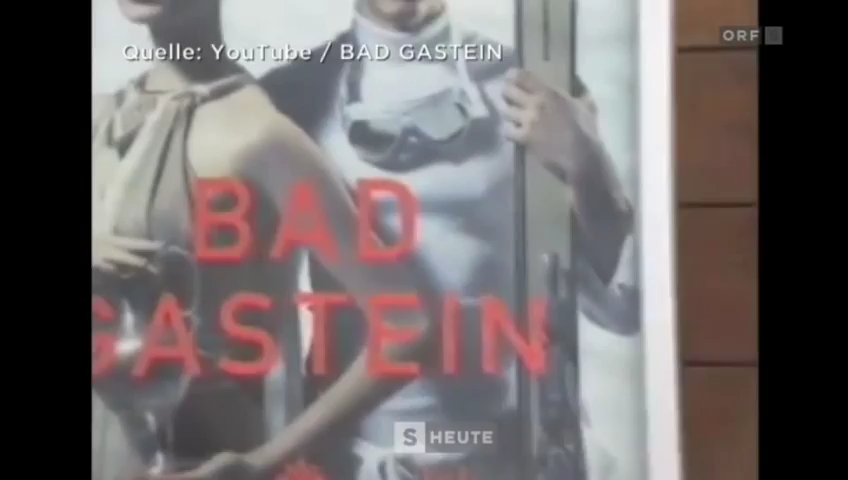 Quelle: YouTube / BAD GASTEIN
ORF S
BAD
GASTEIN
S HEUTE